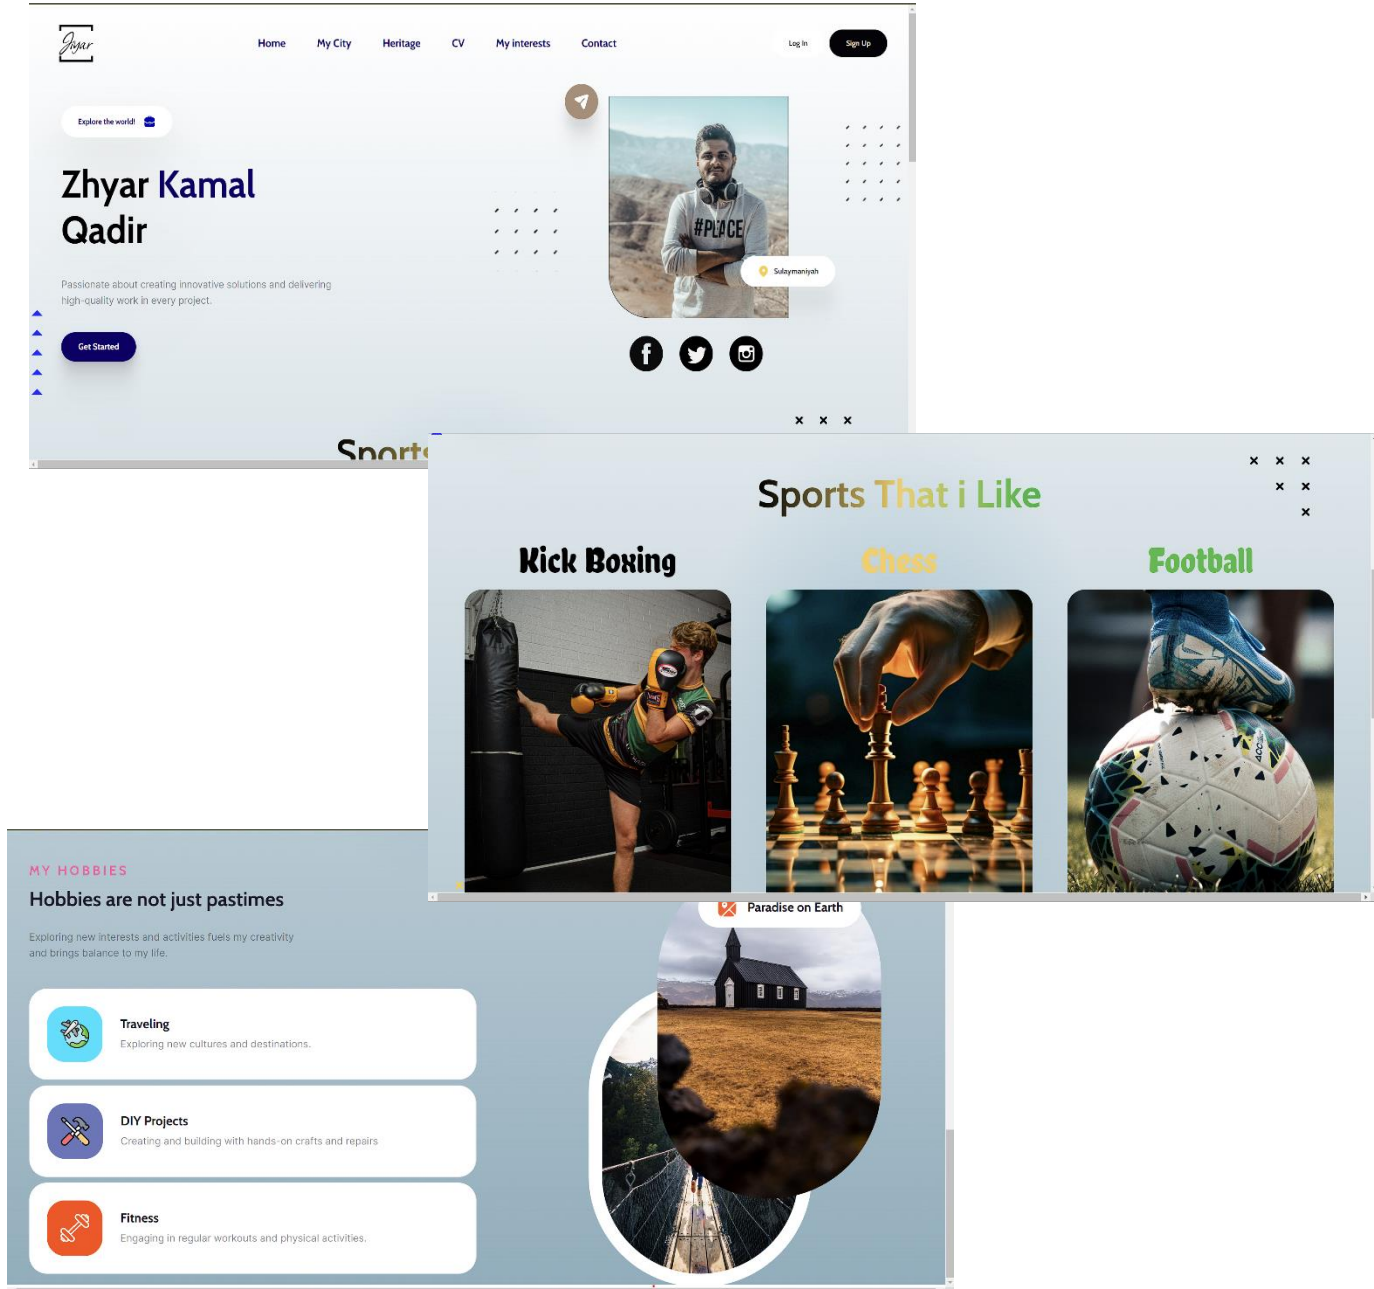 Jiyar
Home My City Heritage CV My interests Contact
Log In Sign Up
Explore the world!
Zhyar Kamal
Qadir
#PEACE
Sulaymaniyah
Passionate about creating innovative solutions and delivering
high-quality work in every project.
Get Started
Sports
Sports That i Like
Kick Boxing Chess Football
MY HOBBIES
Hobbies are not just pastimes
Exploring new interests and activities fuels my creativity
and brings balance to my life.
Paradise on Earth
Traveling
Exploring new cultures and destinations.
DIY Projects
Creating and building with hands-on crafts and repairs
Fitness
Engaging in regular workouts and physical activities.